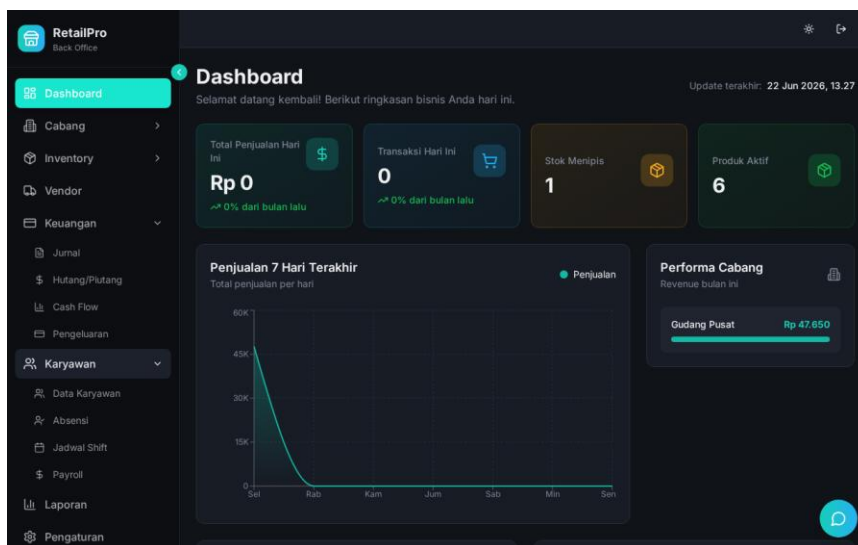 RetailPro
Back Office
Dashboard
Cabang
Inventory
Vendor
Keuangan
Jurnal
Hutang/Piutang
Cash Flow
Pengeluaran
Karyawan
Data Karyawan
Absensi
Jadwal Shift
Payroll
Laporan
Pengaturan
Dashboard
Selamat datang kembali! Berikut ringkasan bisnis Anda hari ini.
Update terakhir: 22 Jun 2026, 13.27
Total Penjualan Hari
Ini
Rp 0
0% dari bulan lalu
Transaksi Hari Ini
0
0% dari bulan lalu
Stok Menipis
1
Produk Aktif
6
Penjualan 7 Hari Terakhir
Total penjualan per hari
Penjualan
60K
45K
30K
15K
0
Sel Rab Kam Jum Sab Min Sen
Performa Cabang
Revenue bulan ini
Gudang Pusat Rp 47.650